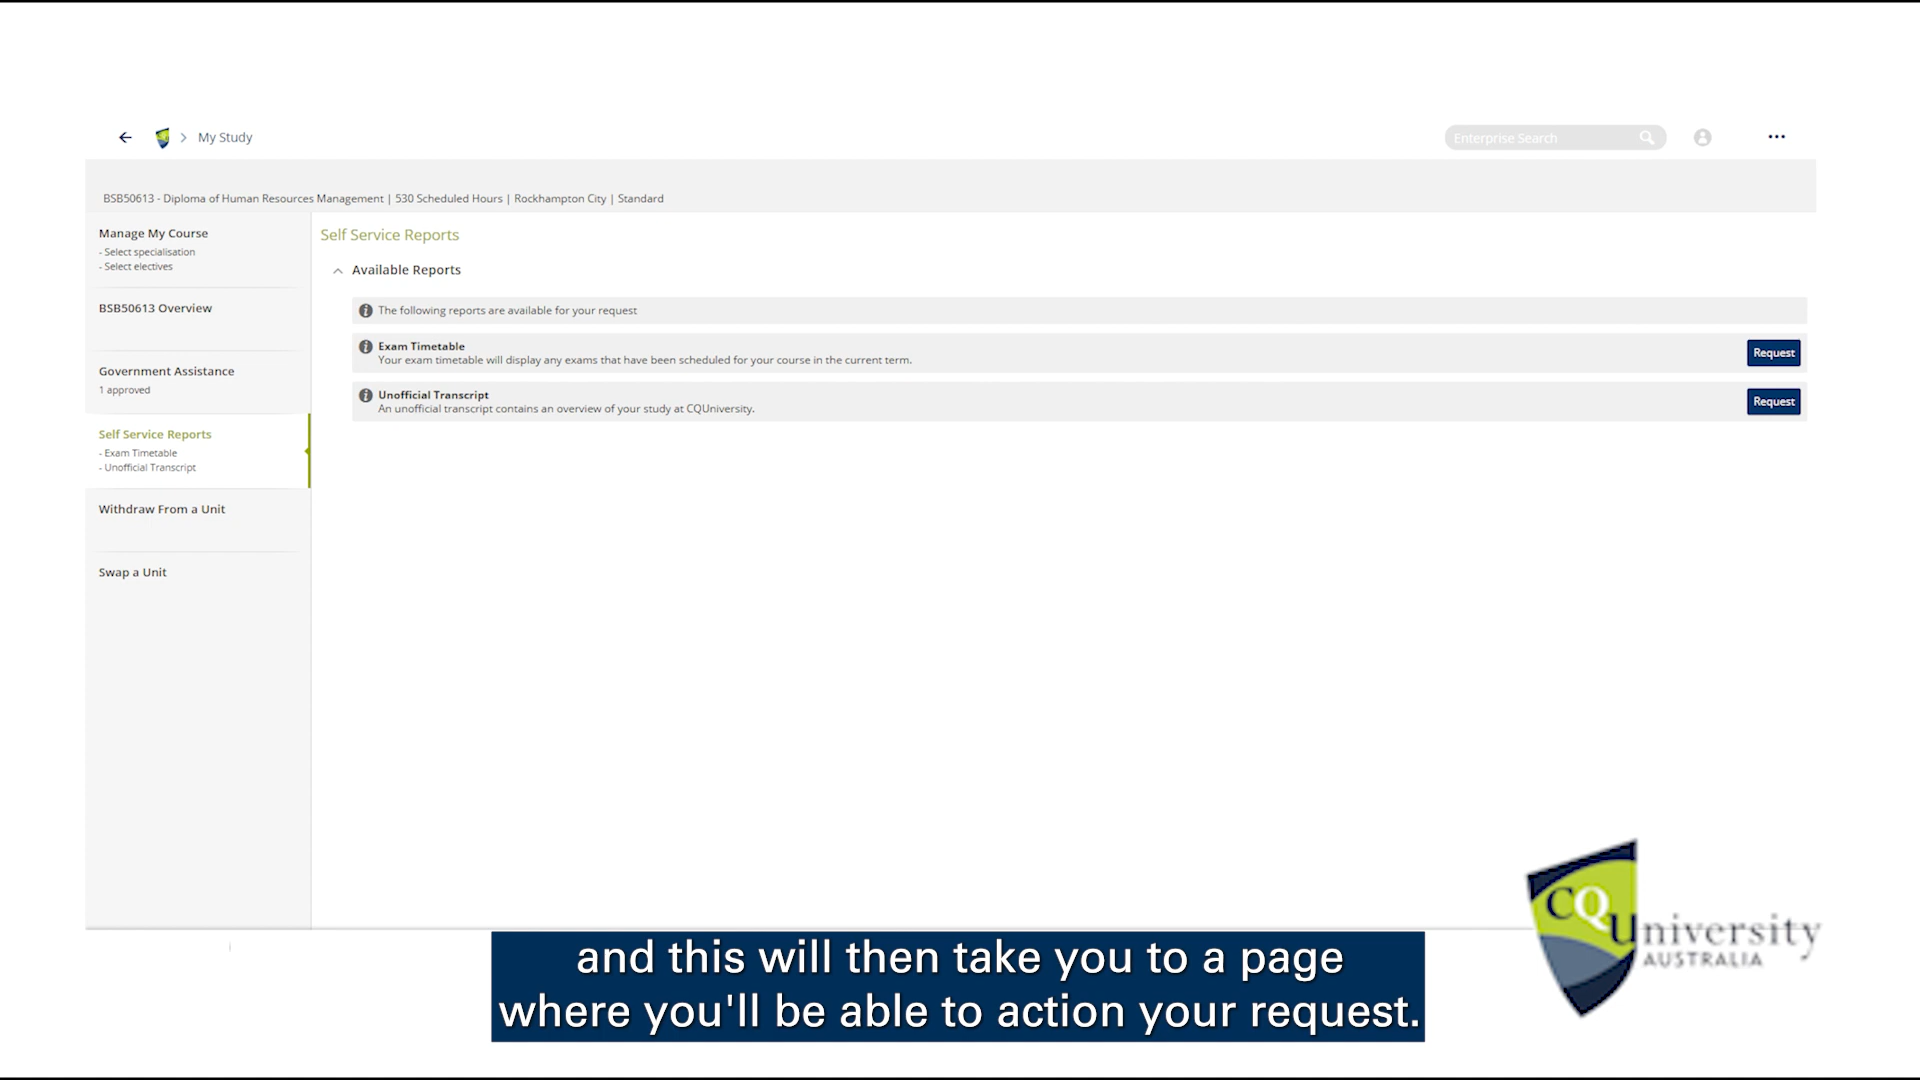 My Study
Enterprise Search
BSB50613 - Diploma of Human Resources Management | 530 Scheduled Hours | Rockhampton City | Standard
Manage My Course
- Select specialisation
- Select electives
BSB50613 Overview
Government Assistance
1 approved
Self Service Reports
- Exam Timetable
- Unofficial Transcript
Withdraw From a Unit
Swap a Unit
Self Service Reports
Available Reports
The following reports are available for your request
Exam Timetable
Your exam timetable will display any exams that have been scheduled for your course in the current term.
Request
Unofficial Transcript
An unofficial transcript contains an overview of your study at CQUniversity.
Request
CQUniversity
AUSTRALIA
and this will then take you to a page
where you'll be able to action your request.